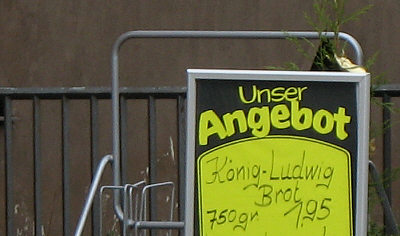 Unser
Angebot
König-Ludwig
Brot
750gr 1,95